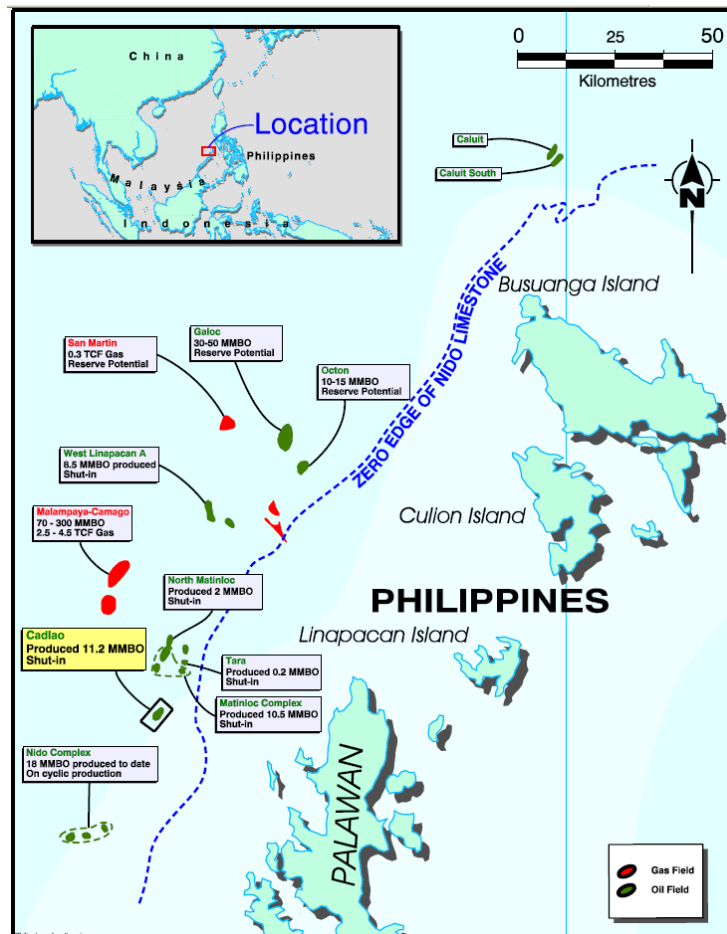 China
Location
Philippines
Malaysia
Indonesia
0
25
50
Kilometres
N
Caluit
Caluit South
Busuanga Island
ZERO EDGE OF NIDO LIMESTONE
San Martin
0.3 TCF Gas
Reserve Potential
Galoc
30-50 MMBO
Reserve Potential
Octon
10-15 MMBO
Reserve Potential
West Linapacan A
8.5 MMBO produced
Shut-in
Malampaya-Camago
70 - 300 MMBO
2.5 - 4.5 TCF Gas
Culion Island
North Matinloc
Produced 2 MMBO
Shut-in
PHILIPPINES
Linapacan Island
Cadlao
Produced 11.2 MMBO
Shut-in
Tara
Produced 0.2 MMBO
Shut-in
Matinloc Complex
Produced 10.5 MMBO
Shut-in
Nido Complex
18 MMBO produced to date
On cyclic production
PALAWAN
Gas Field
Oil Field